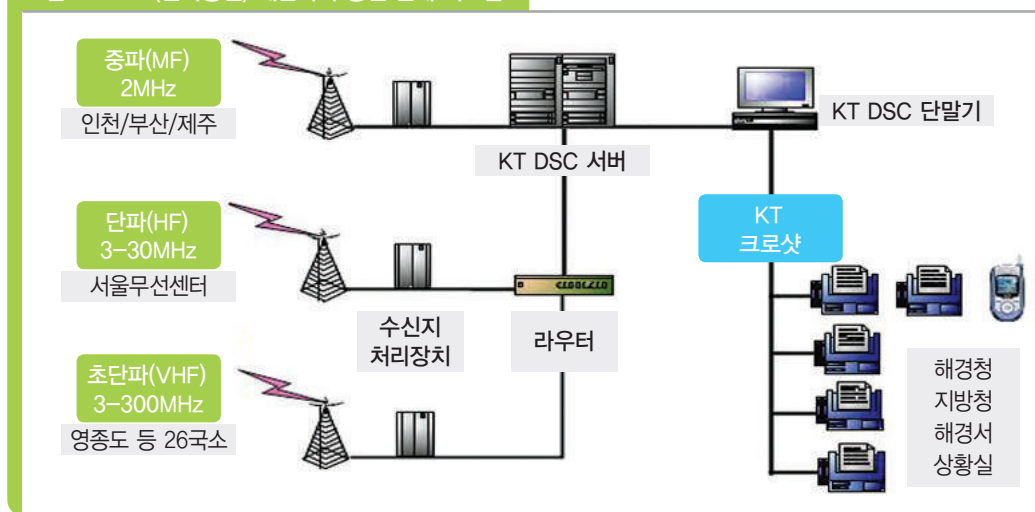 중파(MF)
2MHz
인천/부산/제주
KT DSC 단말기
KT DSC 서버
단파(HF)
3-30MHz
서울무선센터
KT
크로샷
수신지
처리장치
라우터
초단파(VHF)
3-300MHz
영종도 등 26국소
해경청
지방청
해경서
상황실